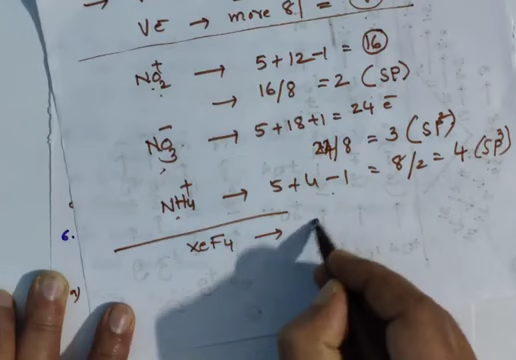 VE → more 8/ =
NO₂⁺ → 5+12-1 = 16
→ 16/8 = 2 (SP)
NO₃⁻ → 5+18+1 = 24 e⁻
24/8 = 3 (SP²)
NH₄⁺ → 5+4-1 = 8/2 = 4 (SP³)
6.
XeF₄ →
a)